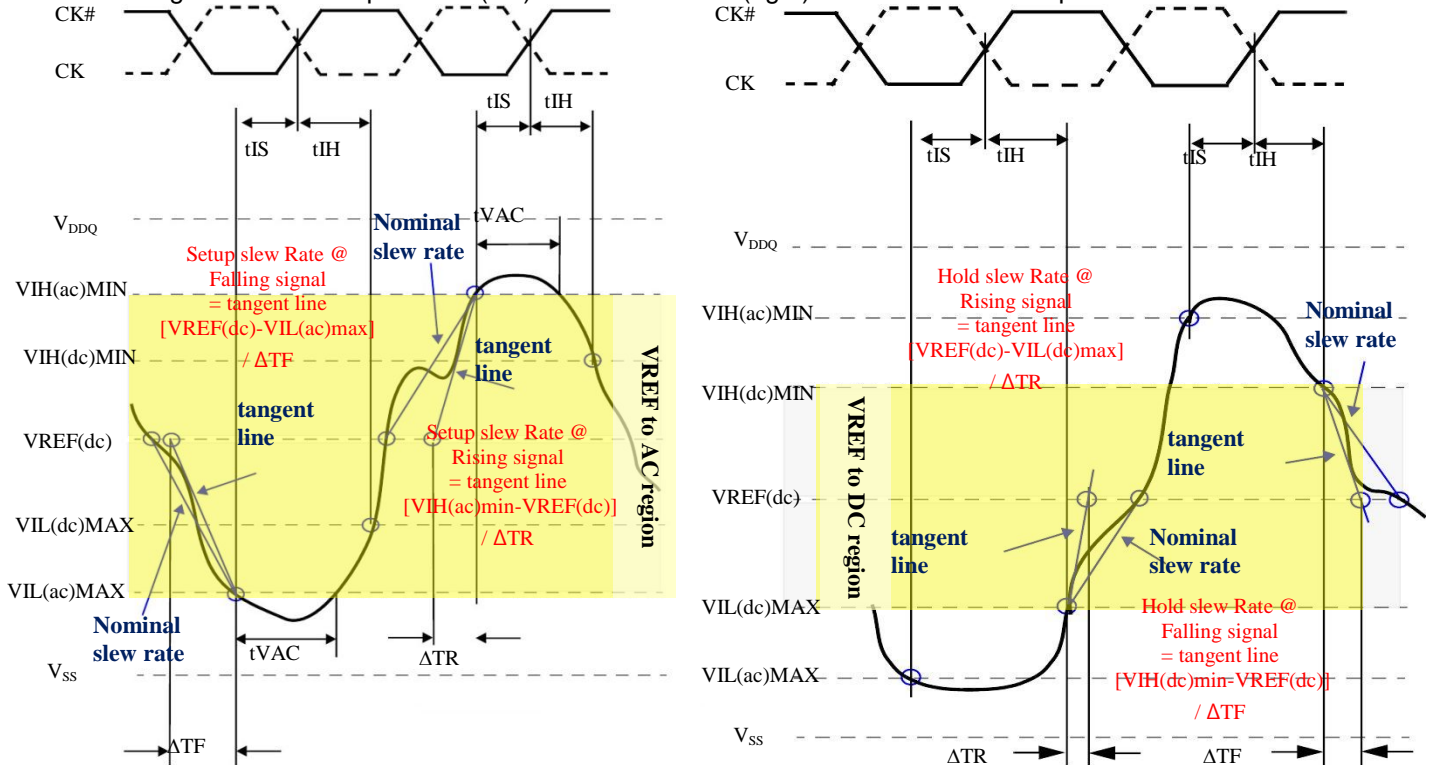 CK#
CK
tIS
tIH
tIS
tIH
VDDQ
Nominal
slew rate
tVAC
Setup slew Rate @
Falling signal
= tangent line
[VREF(dc)-VIL(ac)max]
/ ΔTF
VIH(ac)MIN
VIH(dc)MIN
tangent
line
tangent
line
VREF(dc)
Setup slew Rate @
Rising signal
= tangent line
[VIH(ac)min-VREF(dc)]
/ ΔTR
VREF to AC region
VIL(dc)MAX
VIL(ac)MAX
Nominal
slew rate
tVAC
ΔTR
VSS
ΔTF
CK#
CK
tIS
tIH
tIS
tIH
VDDQ
Hold slew Rate @
Rising signal
= tangent line
[VREF(dc)-VIL(dc)max]
/ ΔTR
VIH(ac)MIN
Nominal
slew rate
VIH(dc)MIN
VREF to DC region
tangent
line
VREF(dc)
tangent
line
Nominal
slew rate
VIL(dc)MAX
Hold slew Rate @
Falling signal
= tangent line
[VIH(dc)min-VREF(dc)]
/ ΔTF
VIL(ac)MAX
VSS
ΔTR
ΔTF